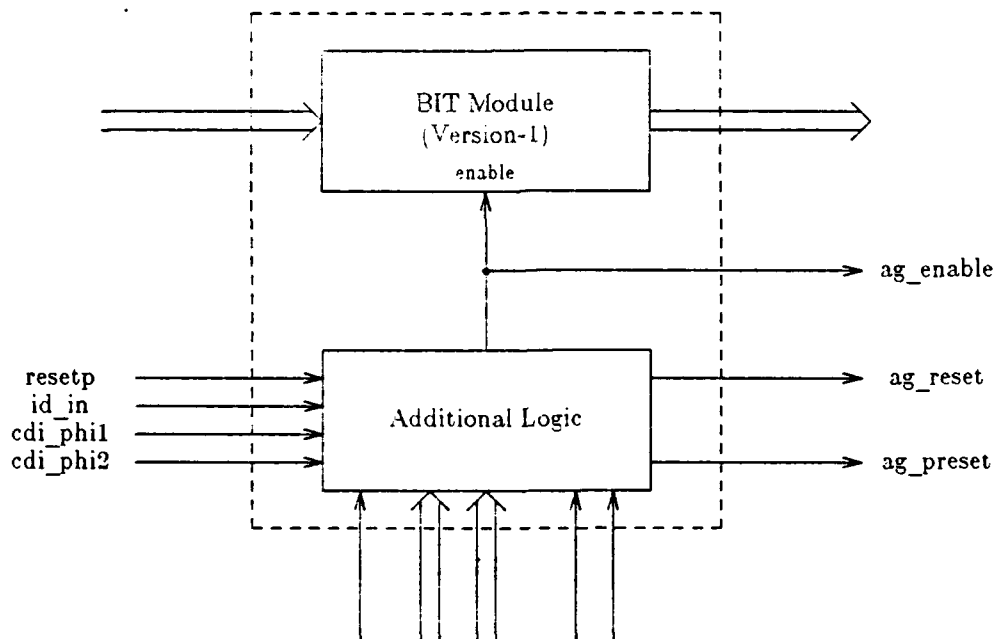 BIT Module
(Version-1)
enable
ag_enable
resetp
id_in
cdi_phi1
cdi_phi2
Additional Logic
ag_reset
ag_preset